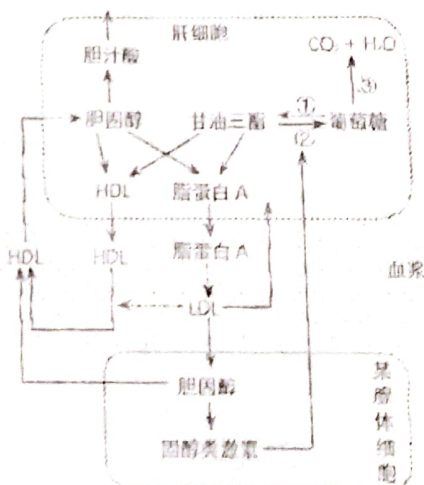 肝细胞
胆汁酸
CO₂ + H₂O
③
胆固醇
甘油三酯
①
②
葡萄糖
HDL
脂蛋白 A
HDL
HDL
脂蛋白 A
血浆
LDL
胆固醇
固醇类激素
某腺体细胞